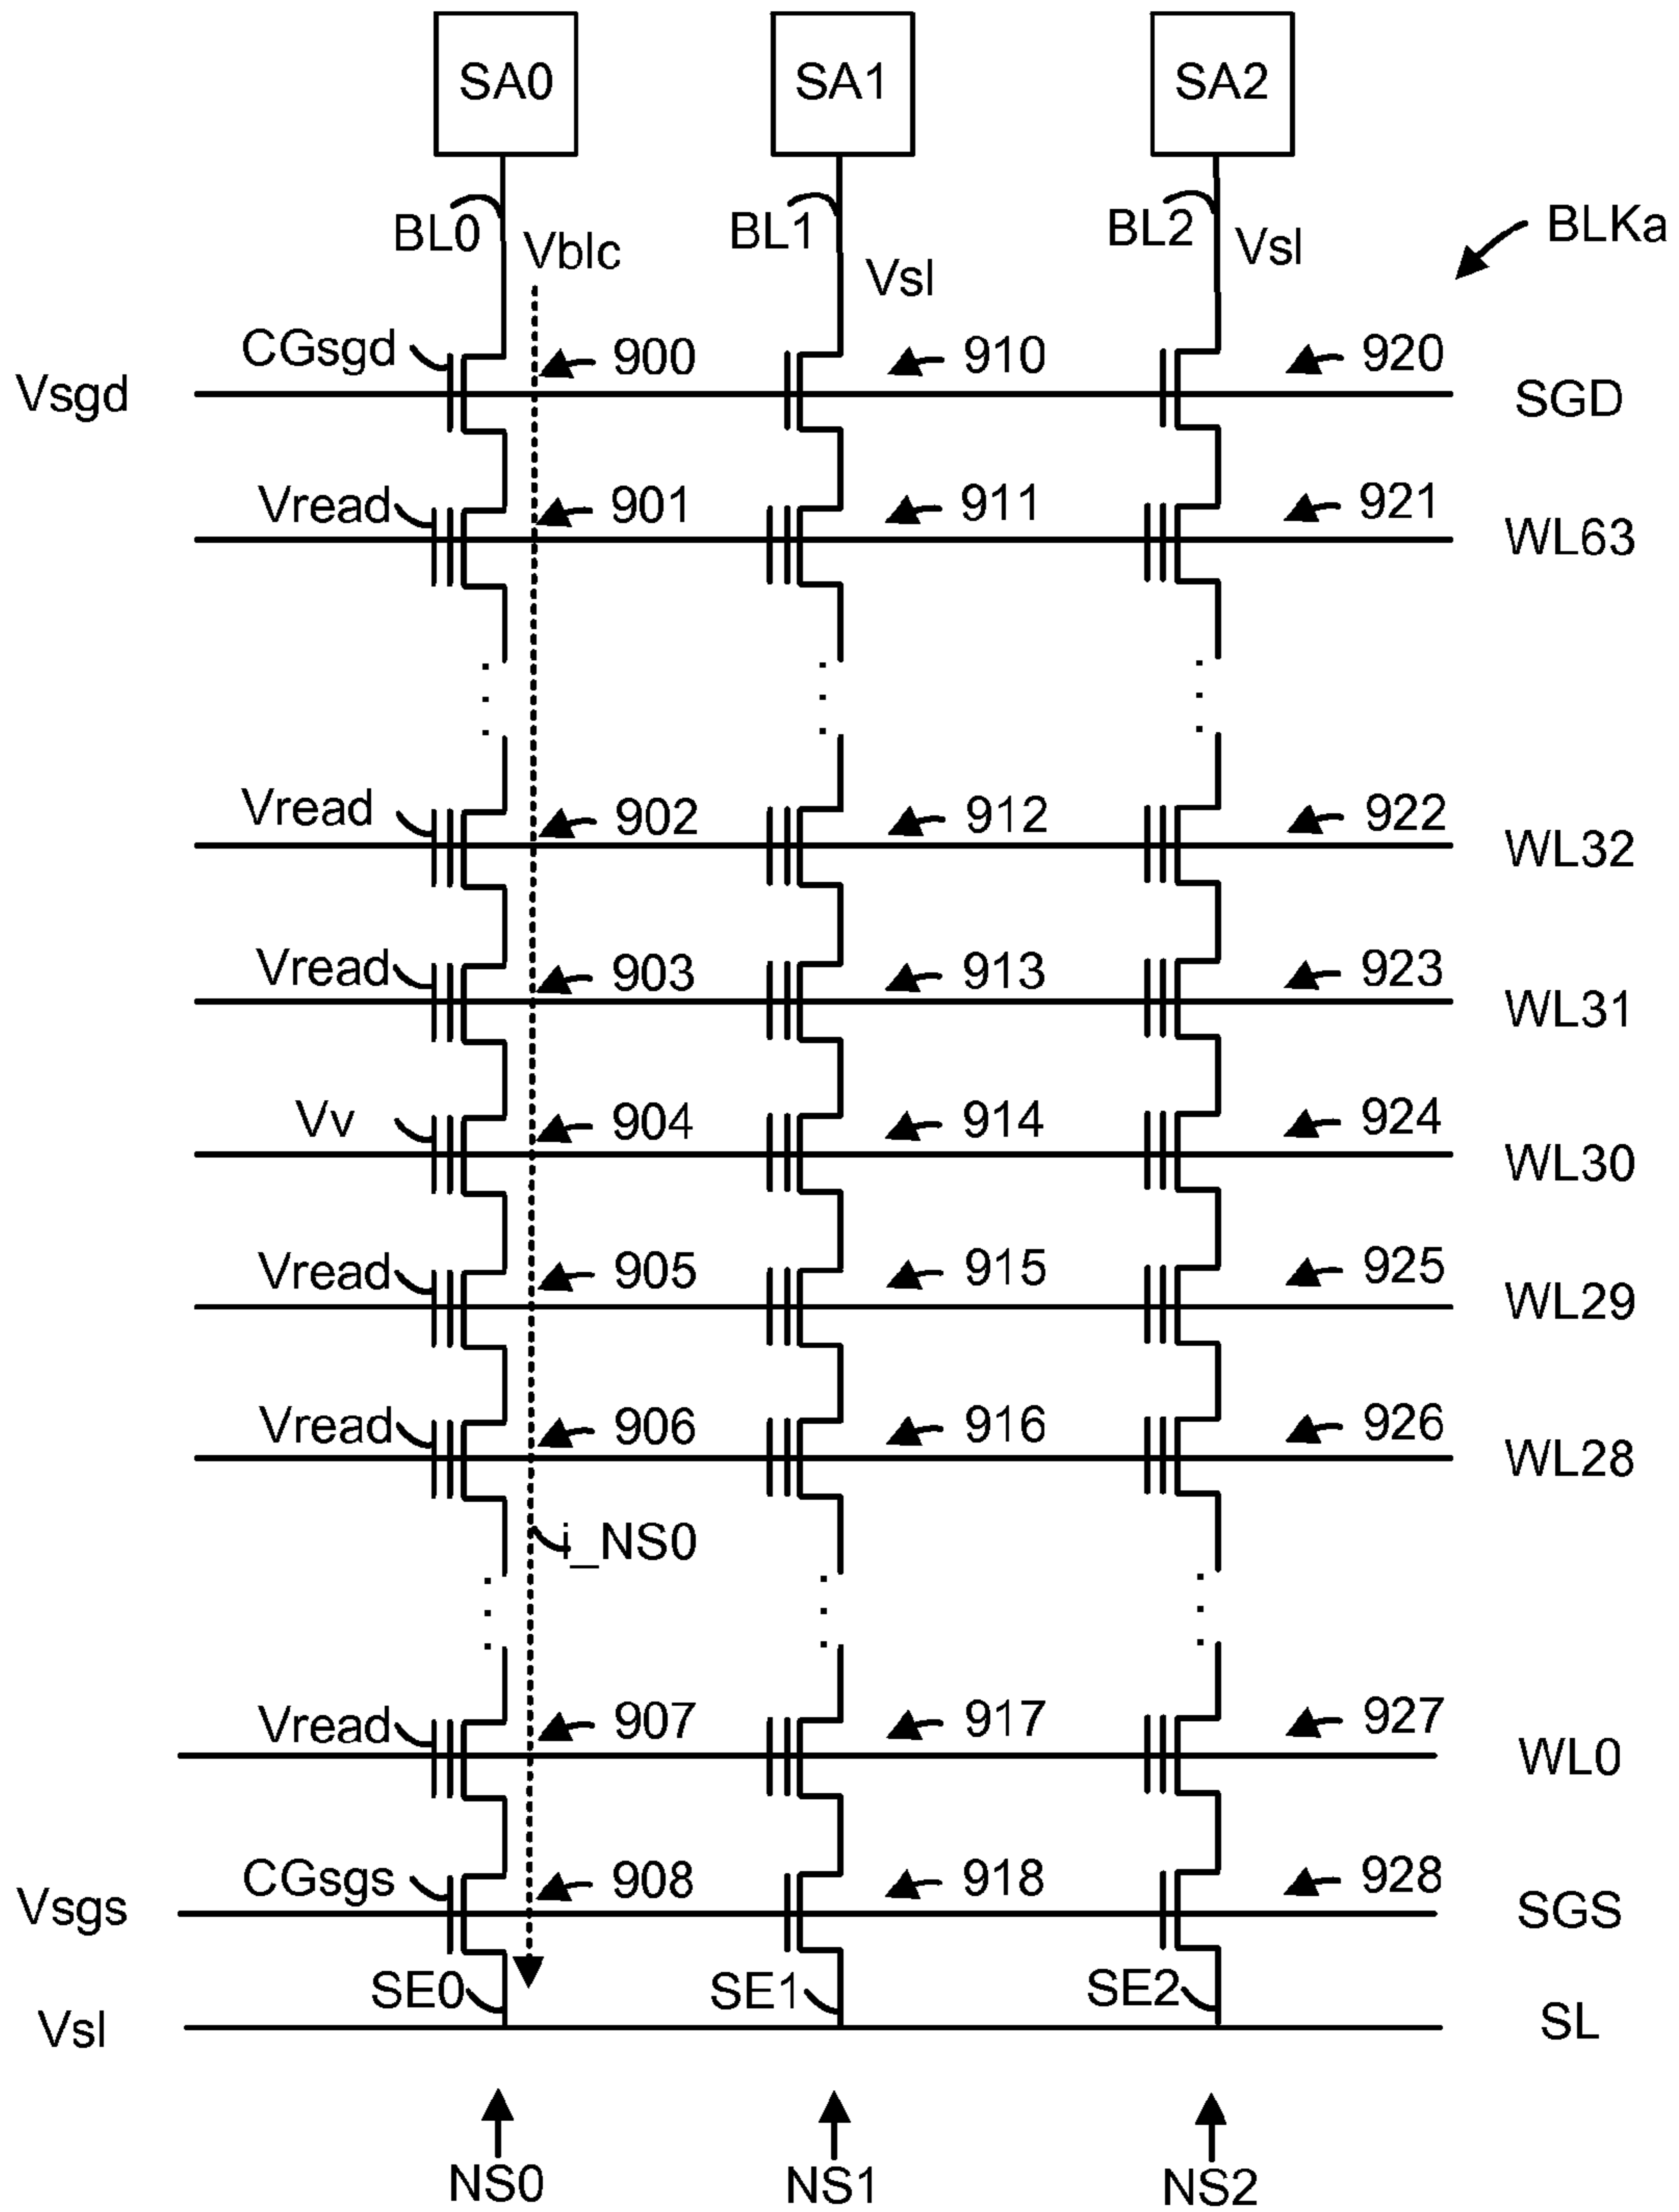 SA0 SA1 SA2
BL0 Vblc BL1 Vsl BL2 Vsl BLKa
Vsgd CGsgd 900 910 920 SGD
Vread 901 911 921 WL63
Vread 902 912 922 WL32
Vread 903 913 923 WL31
Vv 904 914 924 WL30
Vread 905 915 925 WL29
Vread 906 916 926 WL28
i_NS0
Vread 907 917 927 WL0
Vsgs CGsgs 908 918 928 SGS
Vsl SE0 SE1 SE2 SL
NS0 NS1 NS2